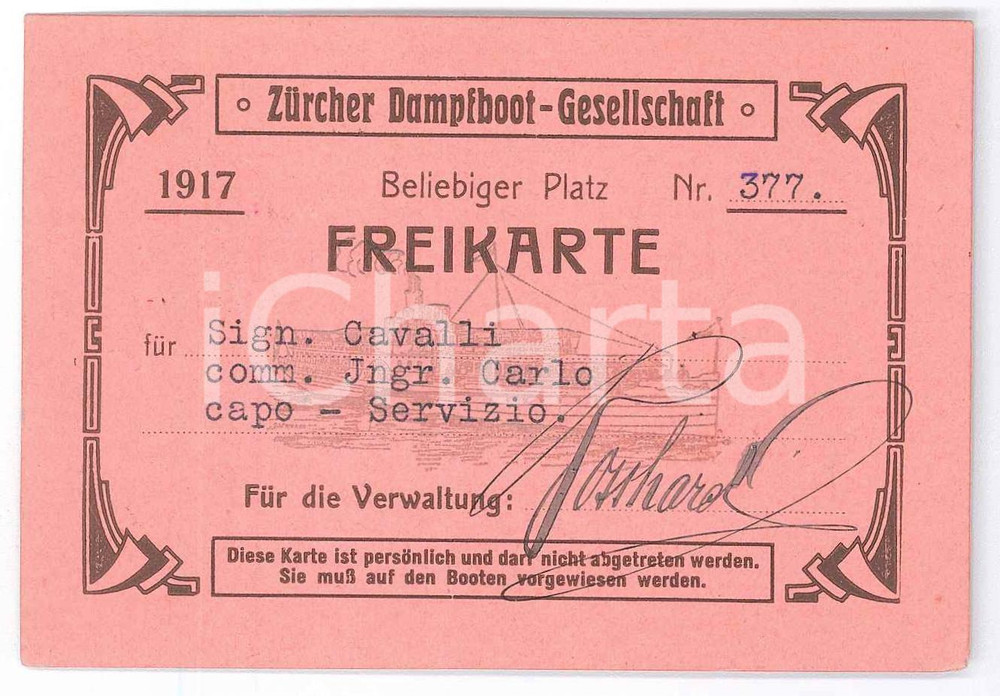 Zürcher Dampfboot-Gesellschaft
1917 Beliebiger Platz Nr. 377.
FREIKARTE
iCharta
für Sign. Cavalli
comm. Jngr. Carlo
capo - Servizio.
Für die Verwaltung:
Diese Karte ist persönlich und darf nicht abgetreten werden.
Sie muß auf den Booten vorgewiesen werden.